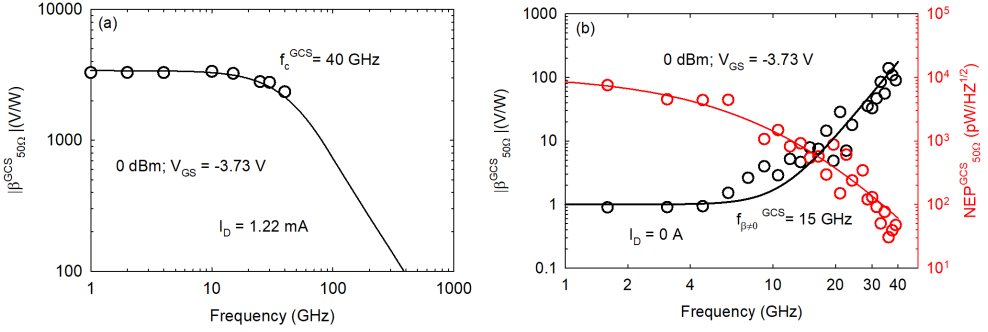 (a)
10000
1000
100
|β^GCS_50Ω |(V/W)
f_c^GCS= 40 GHz
0 dBm; V_GS = -3.73 V
I_D = 1.22 mA
1 10 100 1000
Frequency (GHz)
(b)
1000
100
10
1
0.1
|β^GCS_50Ω |(V/W)
0 dBm; V_GS = -3.73 V
f_β≠0^GCS= 15 GHz
I_D = 0 A
1 2 4 6 8 10 20 30 40
Frequency (GHz)
10^5
10^4
10^3
10^2
10^1
NEP^GCS_50Ω (pW/HZ^1/2)